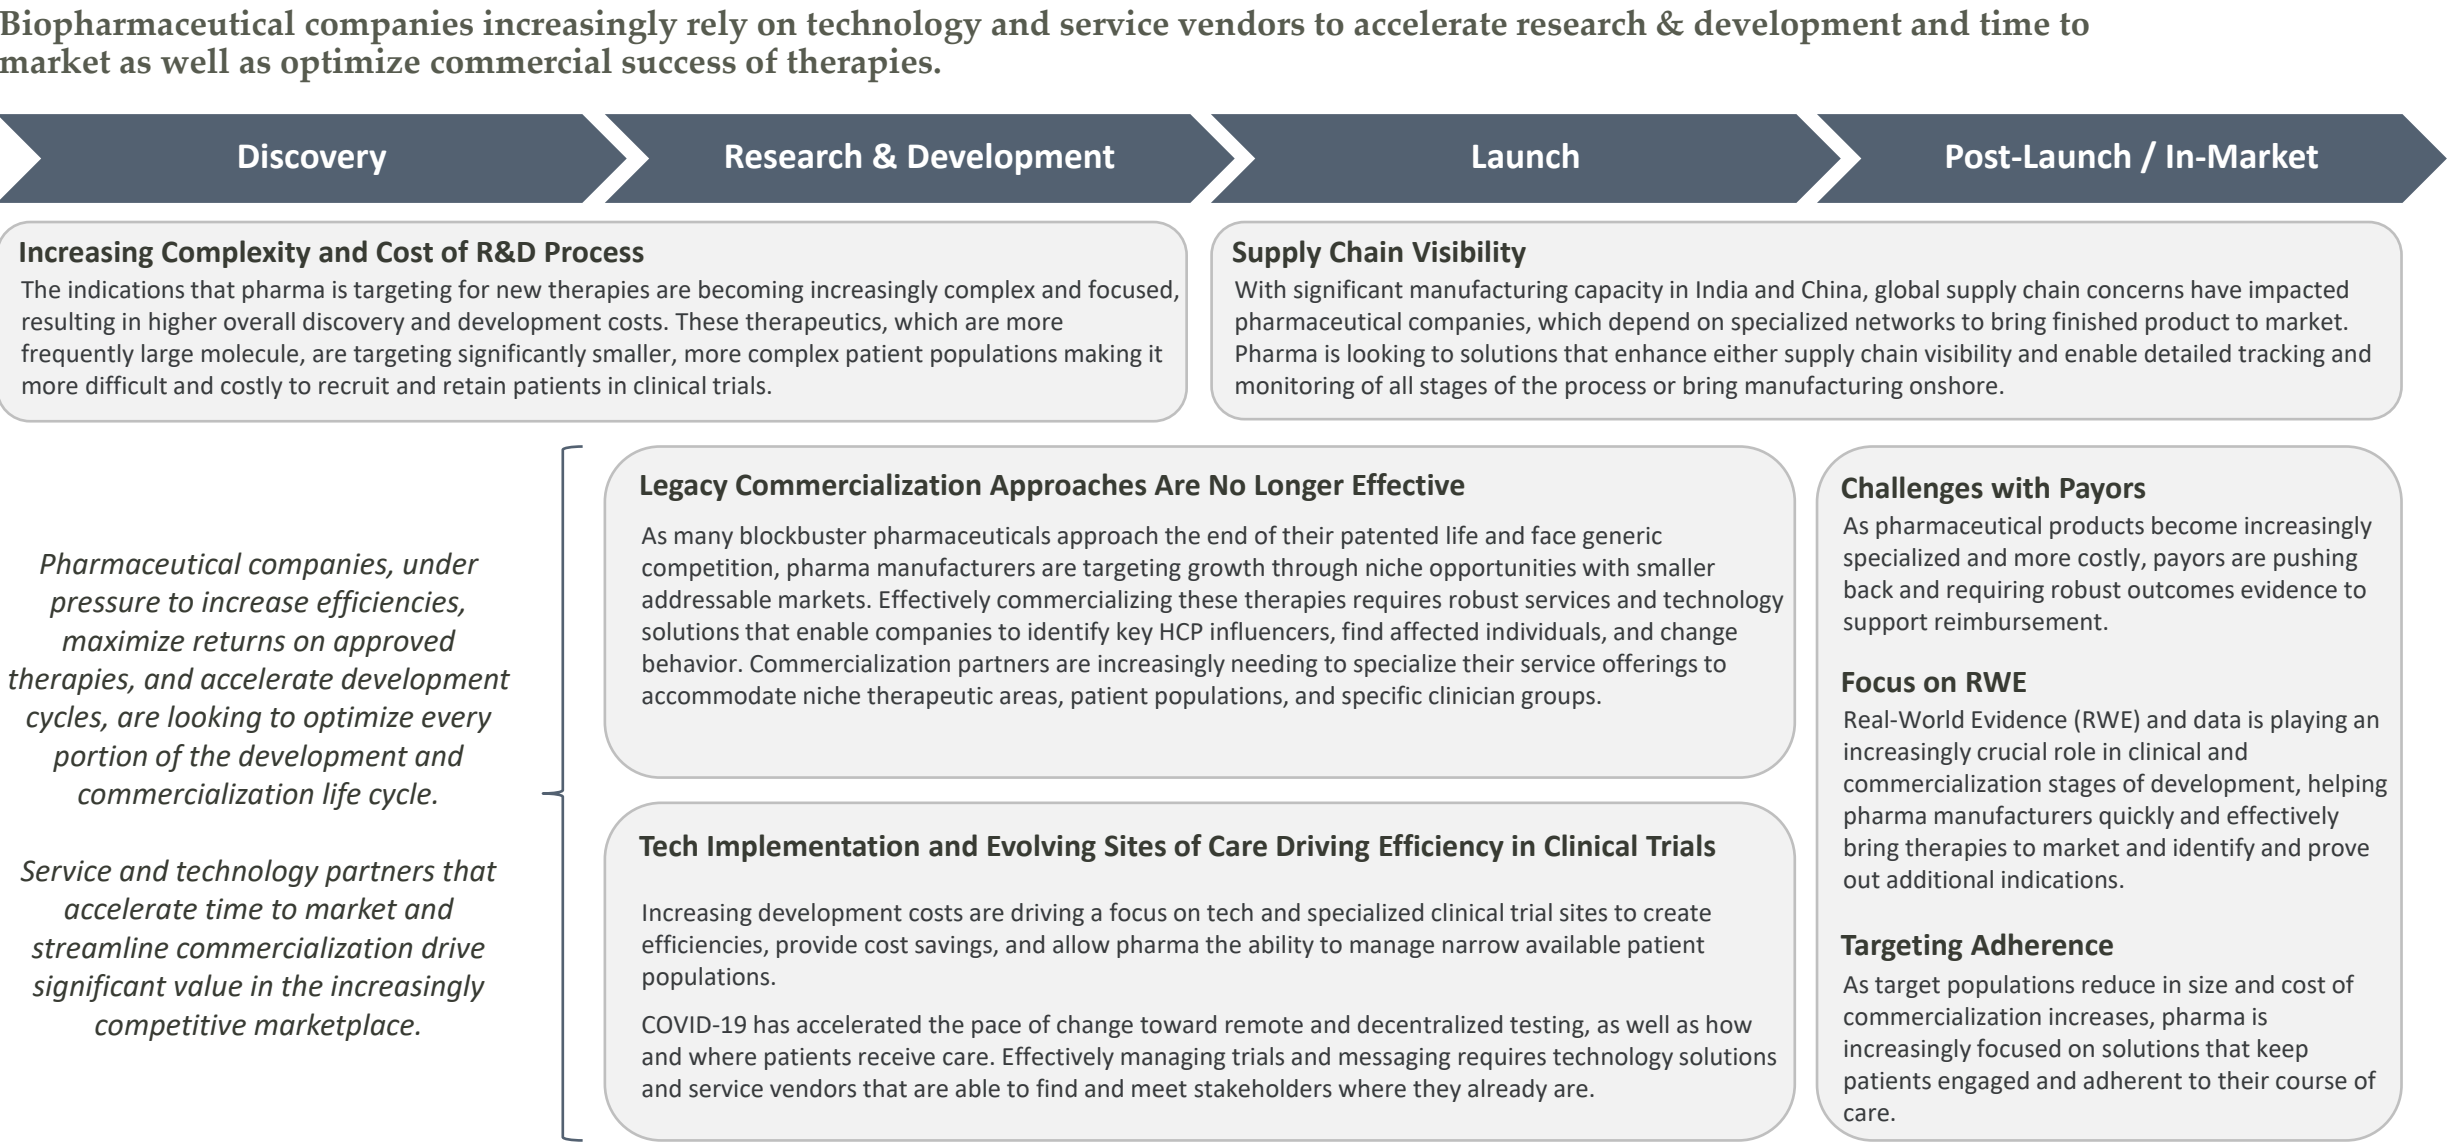 Biopharmaceutical companies increasingly rely on technology and service vendors to accelerate research & development and time to
market as well as optimize commercial success of therapies.
Discovery
Research & Development
Launch
Post-Launch / In-Market
Increasing Complexity and Cost of R&D Process
The indications that pharma is targeting for new therapies are becoming increasingly complex and focused,
resulting in higher overall discovery and development costs. These therapeutics, which are more
frequently large molecule, are targeting significantly smaller, more complex patient populations making it
more difficult and costly to recruit and retain patients in clinical trials.
Supply Chain Visibility
With significant manufacturing capacity in India and China, global supply chain concerns have impacted
pharmaceutical companies, which depend on specialized networks to bring finished product to market.
Pharma is looking to solutions that enhance either supply chain visibility and enable detailed tracking and
monitoring of all stages of the process or bring manufacturing onshore.
Pharmaceutical companies, under
pressure to increase efficiencies,
maximize returns on approved
therapies, and accelerate development
cycles, are looking to optimize every
portion of the development and
commercialization life cycle.
Service and technology partners that
accelerate time to market and
streamline commercialization drive
significant value in the increasingly
competitive marketplace.
Legacy Commercialization Approaches Are No Longer Effective
As many blockbuster pharmaceuticals approach the end of their patented life and face generic
competition, pharma manufacturers are targeting growth through niche opportunities with smaller
addressable markets. Effectively commercializing these therapies requires robust services and technology
solutions that enable companies to identify key HCP influencers, find affected individuals, and change
behavior. Commercialization partners are increasingly needing to specialize their service offerings to
accommodate niche therapeutic areas, patient populations, and specific clinician groups.
Tech Implementation and Evolving Sites of Care Driving Efficiency in Clinical Trials
Increasing development costs are driving a focus on tech and specialized clinical trial sites to create
efficiencies, provide cost savings, and allow pharma the ability to manage narrow available patient
populations.
COVID-19 has accelerated the pace of change toward remote and decentralized testing, as well as how
and where patients receive care. Effectively managing trials and messaging requires technology solutions
and service vendors that are able to find and meet stakeholders where they already are.
Challenges with Payors
As pharmaceutical products become increasingly
specialized and more costly, payors are pushing
back and requiring robust outcomes evidence to
support reimbursement.
Focus on RWE
Real-World Evidence (RWE) and data is playing an
increasingly crucial role in clinical and
commercialization stages of development, helping
pharma manufacturers quickly and effectively
bring therapies to market and identify and prove
out additional indications.
Targeting Adherence
As target populations reduce in size and cost of
commercialization increases, pharma is
increasingly focused on solutions that keep
patients engaged and adherent to their course of
care.